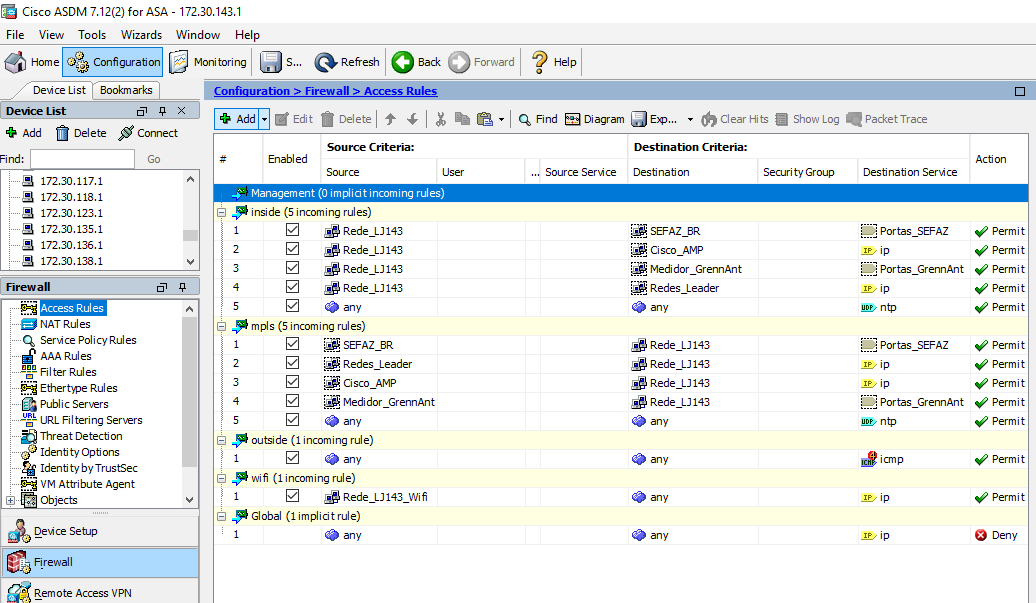 Cisco ASDM 7.12(2) for ASA - 172.30.143.1
File View Tools Wizards Window Help
Home Configuration Monitoring S... Refresh Back Forward Help
Device List Bookmarks
Device List
Add Delete Connect
Find: Go
172.30.117.1
172.30.118.1
172.30.123.1
172.30.135.1
172.30.136.1
172.30.138.1
Firewall
Access Rules
NAT Rules
Service Policy Rules
AAA Rules
Filter Rules
Ethertype Rules
Public Servers
URL Filtering Servers
Threat Detection
Identity Options
Identity by TrustSec
VM Attribute Agent
Objects
Device Setup
Firewall
Remote Access VPN
Configuration > Firewall > Access Rules
Add Edit Delete Find Diagram Exp... Clear Hits Show Log Packet Trace
# Enabled Source Criteria: Destination Criteria: Action
Source User ... Source Service Destination Security Group Destination Service
Management (0 implicit incoming rules)
inside (5 incoming rules)
1 Rede_LJ143 SEFAZ_BR Portas_SEFAZ Permit
2 Rede_LJ143 Cisco_AMP IP ip Permit
3 Rede_LJ143 Medidor_GrennAnt Portas_GrennAnt Permit
4 Rede_LJ143 Redes_Leader IP ip Permit
5 any any UDP ntp Permit
mpls (5 incoming rules)
1 SEFAZ_BR Rede_LJ143 Portas_SEFAZ Permit
2 Redes_Leader Rede_LJ143 IP ip Permit
3 Cisco_AMP Rede_LJ143 IP ip Permit
4 Medidor_GrennAnt Rede_LJ143 Portas_GrennAnt Permit
5 any any UDP ntp Permit
outside (1 incoming rule)
1 any any ICMP icmp Permit
wifi (1 incoming rule)
1 Rede_LJ143_Wifi any IP ip Permit
Global (1 implicit rule)
1 any any IP ip Deny